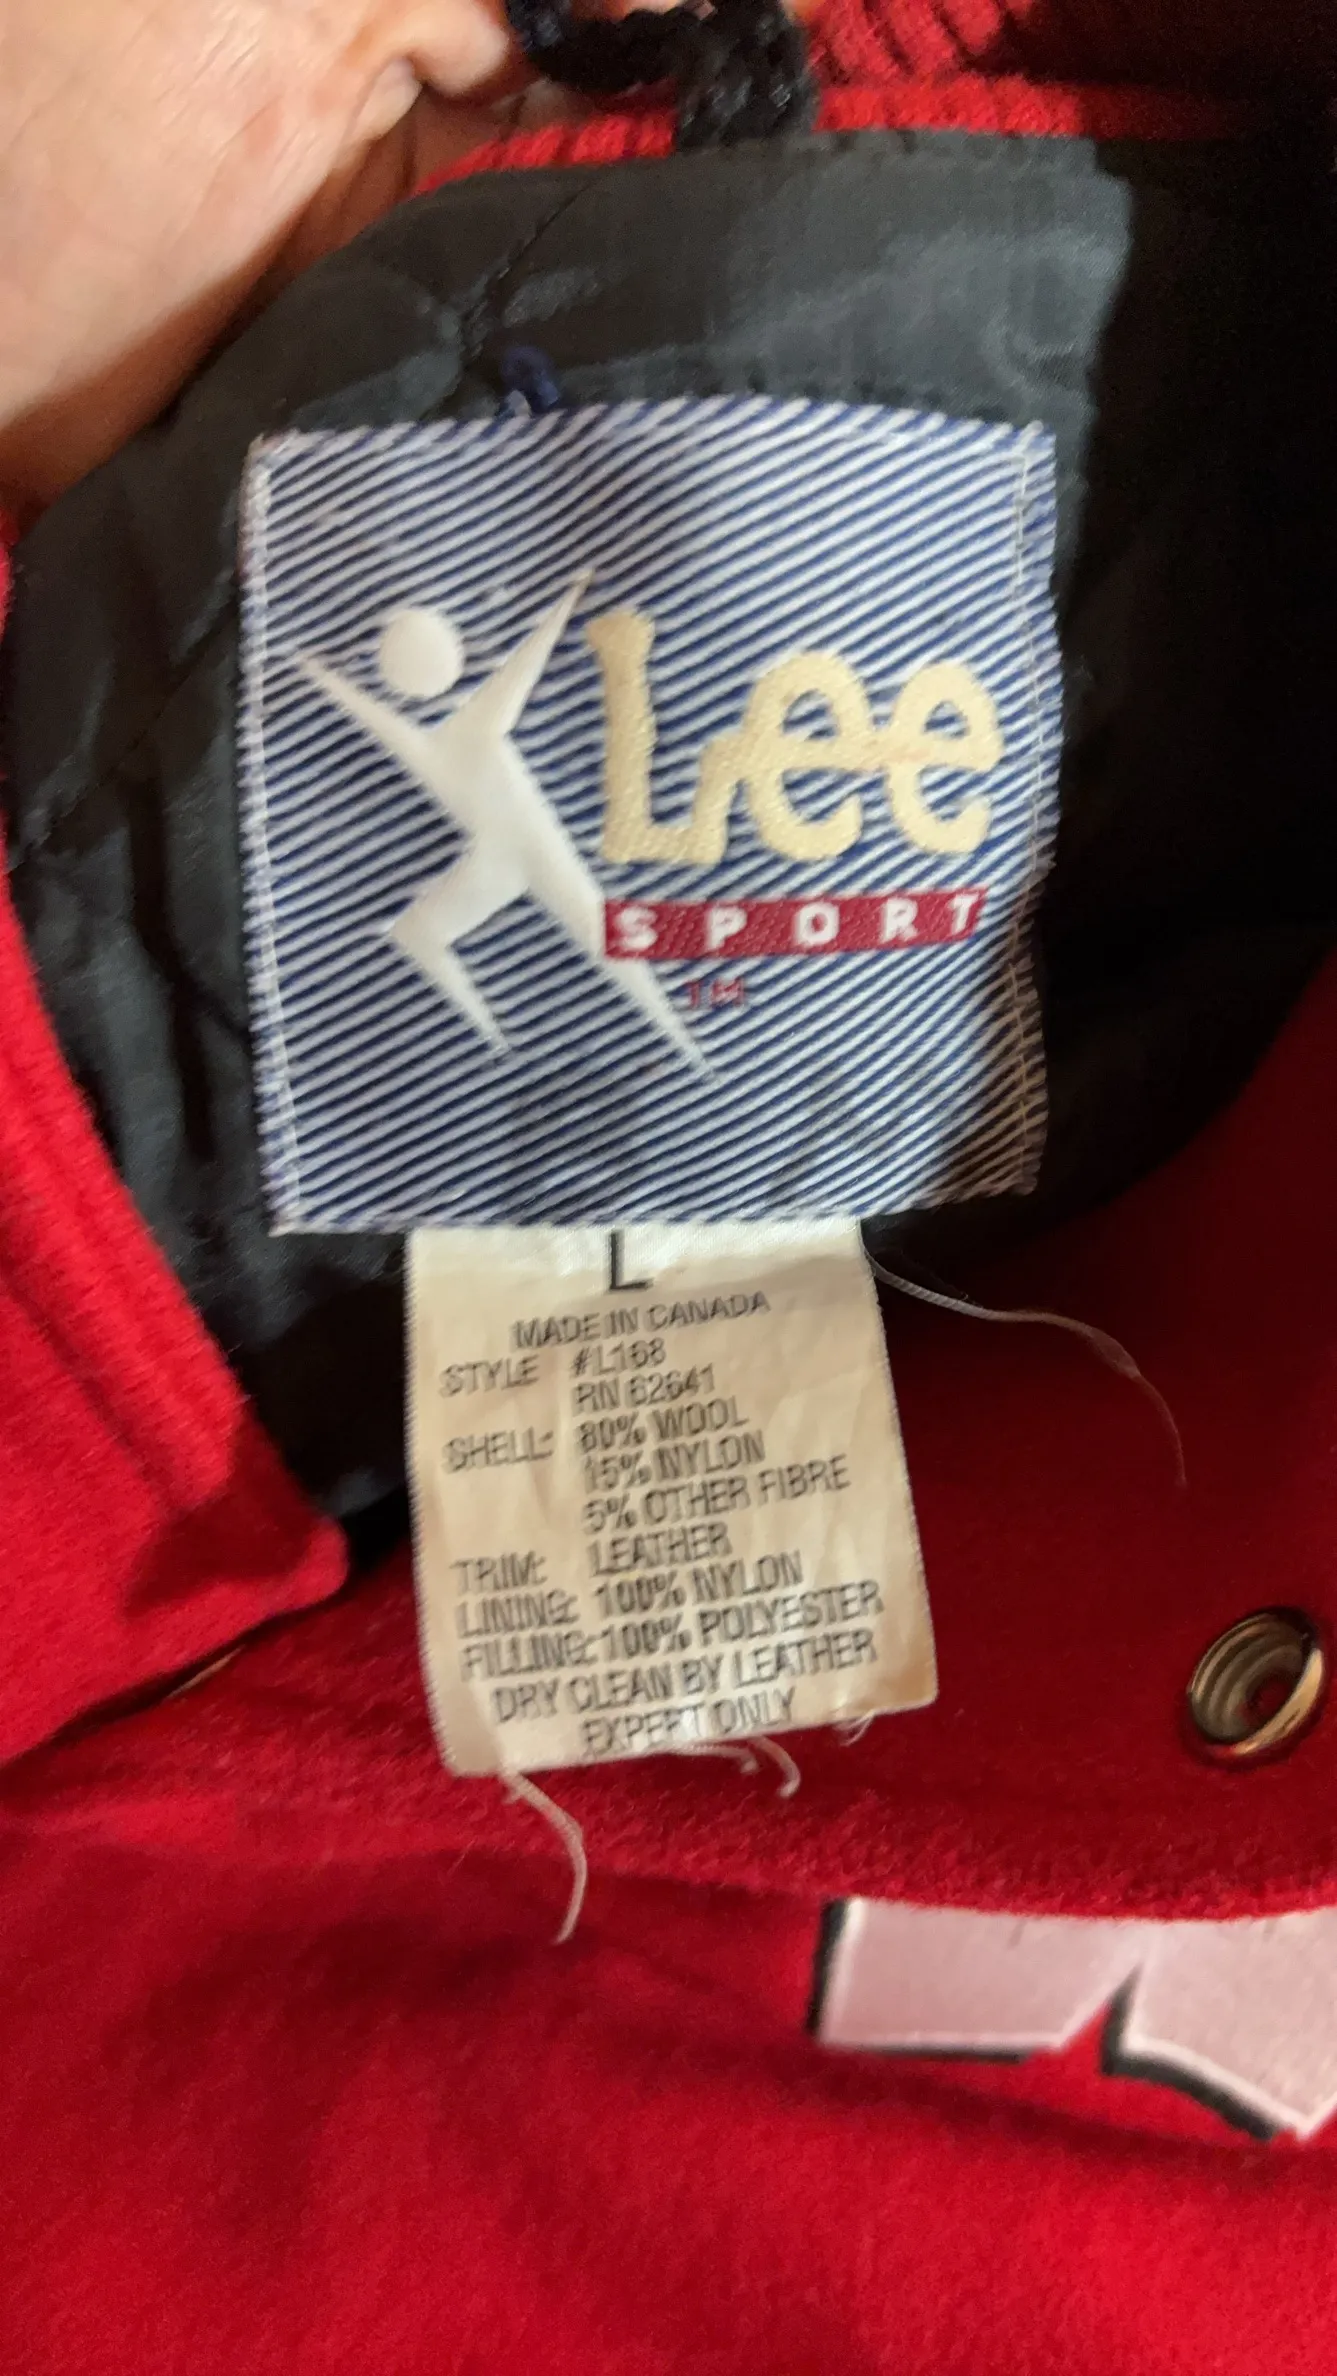 Lee
SPORT
TM
L
MADE IN CANADA
STYLE #L168
RN 62641
SHELL: 80% WOOL
15% NYLON
5% OTHER FIBRE
TRIM: LEATHER
LINING: 100% NYLON
FILLING: 100% POLYESTER
DRY CLEAN BY LEATHER
EXPERT ONLY